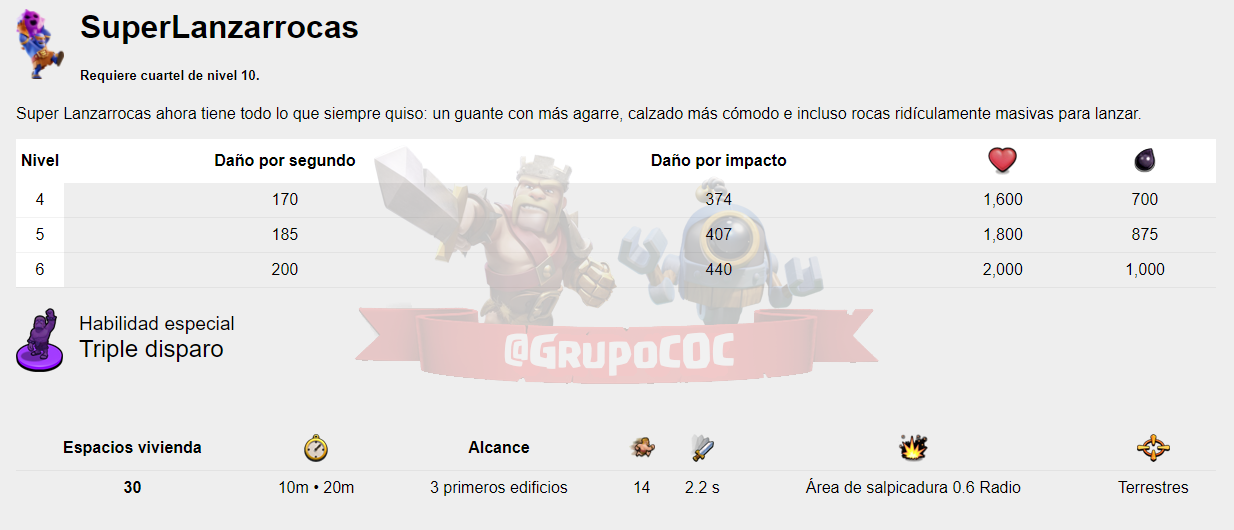 SuperLanzarrocas
Requiere cuartel de nivel 10.
Super Lanzarrocas ahora tiene todo lo que siempre quiso: un guante con más agarre, calzado más cómodo e incluso rocas ridículamente masivas para lanzar.
Nivel Daño por segundo Daño por impacto
4 170 374 1,600 700
5 185 407 1,800 875
6 200 440 2,000 1,000
Habilidad especial
Triple disparo
@GRUPOCOC
Espacios vivienda Alcance
30 10m • 20m 3 primeros edificios 14 2.2 s Área de salpicadura 0.6 Radio Terrestres